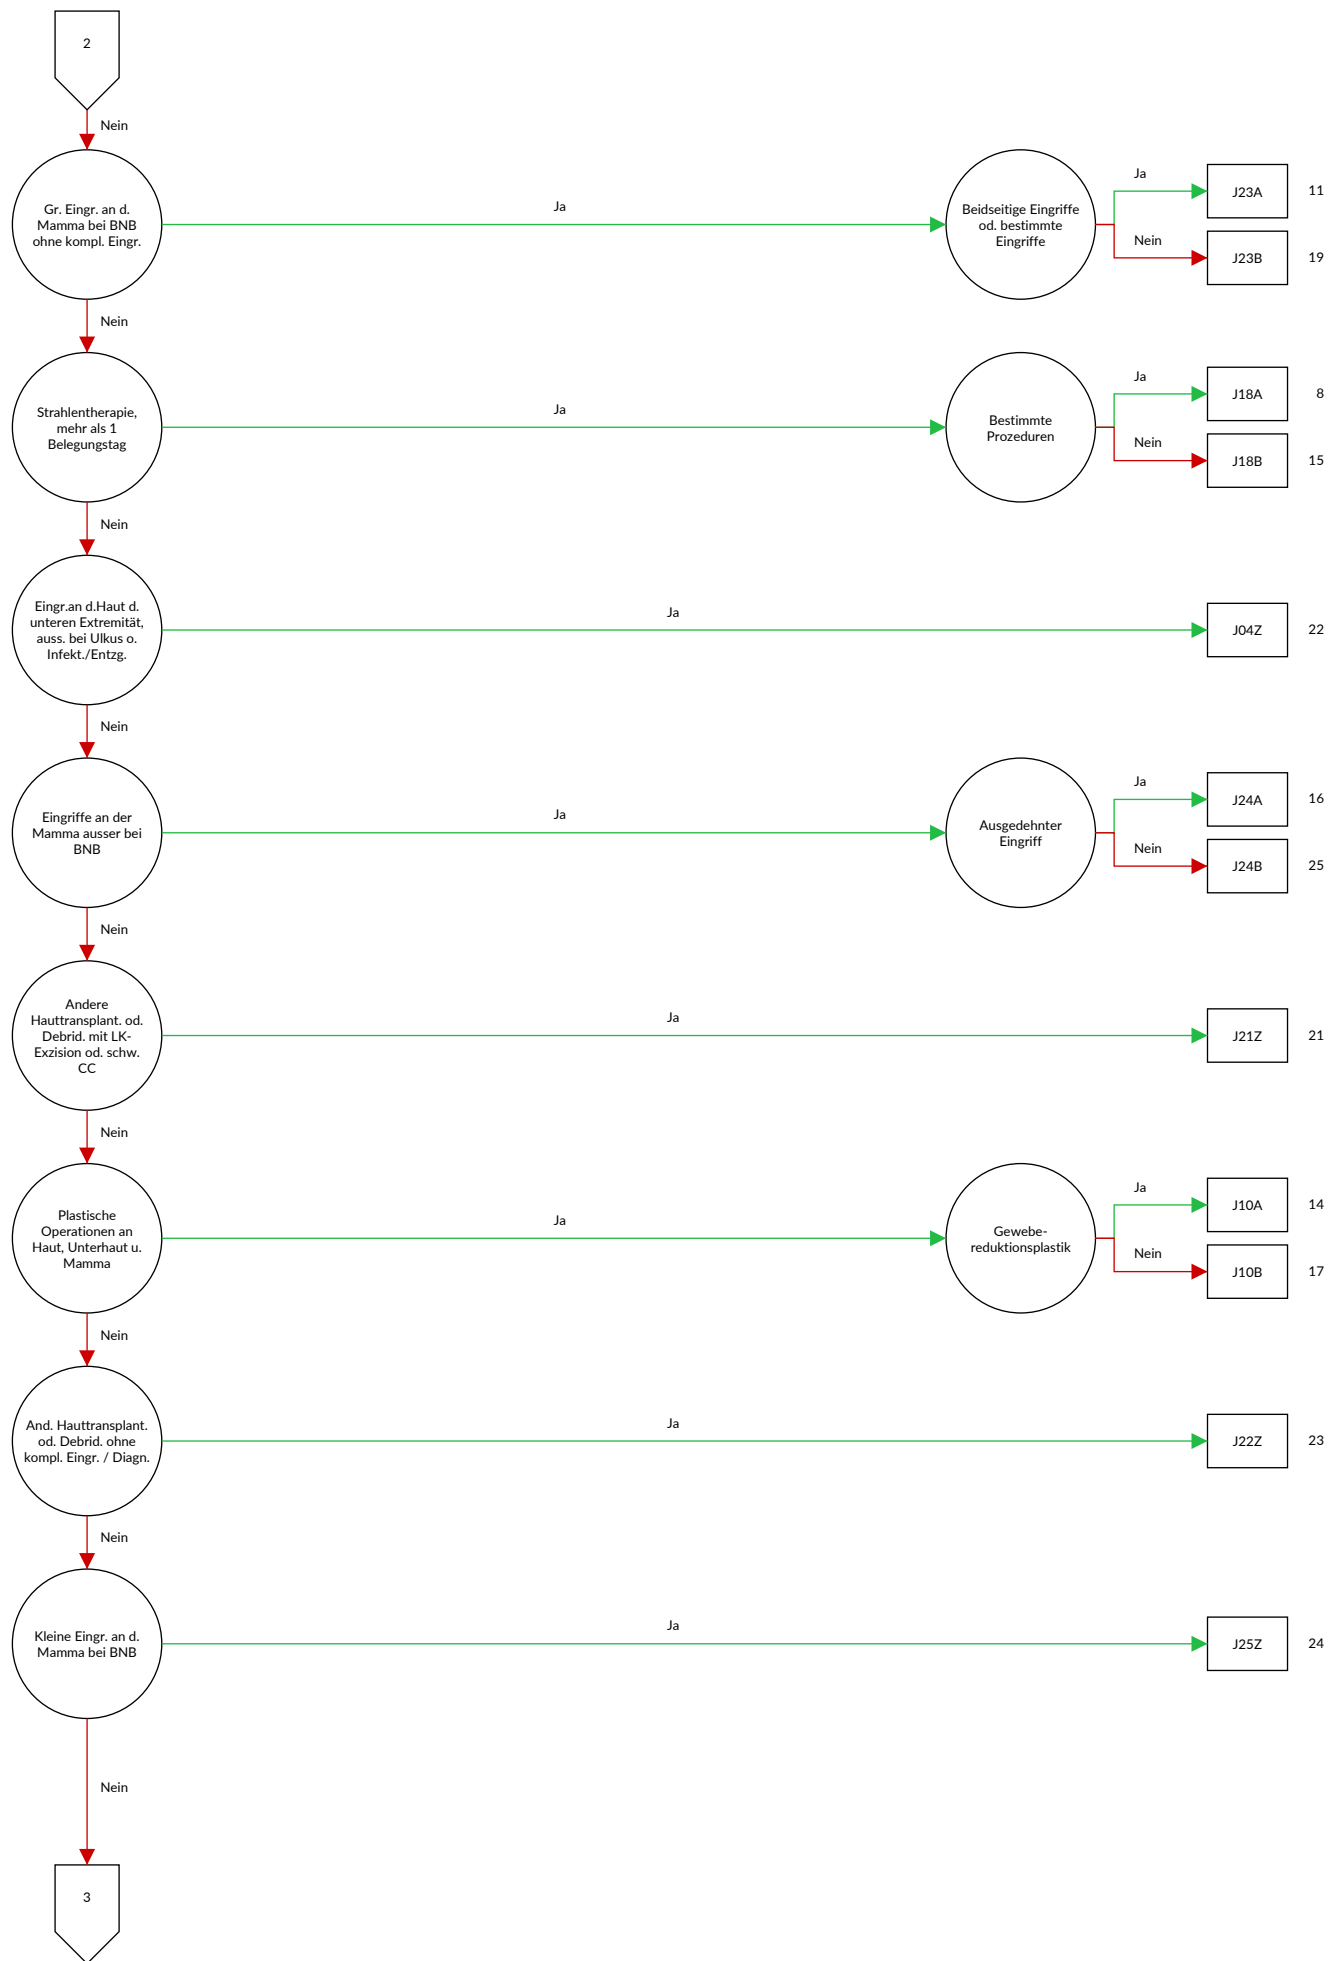 2
Nein
Gr. Eingr. an d.
Mamma bei BNB
ohne kompl. Eingr.
Ja
Beidseitige Eingriffe
od. bestimmte
Eingriffe
Ja
J23A
11
Nein
J23B
19
Nein
Strahlentherapie,
mehr als 1
Belegungstag
Ja
Bestimmte
Prozeduren
Ja
J18A
8
Nein
J18B
15
Nein
Eingr.an d.Haut d.
unteren Extremität,
auss. bei Ulkus o.
Infekt./Entzg.
Ja
J04Z
22
Nein
Eingriffe an der
Mamma ausser bei
BNB
Ja
Ausgedehnter
Eingriff
Ja
J24A
16
Nein
J24B
25
Nein
Andere
Hauttransplant. od.
Debrid. mit LK-
Exzision od. schw.
CC
Ja
J21Z
21
Nein
Plastische
Operationen an
Haut, Unterhaut u.
Mamma
Ja
Gewebe-
reduktionsplastik
Ja
J10A
14
Nein
J10B
17
Nein
And. Hauttransplant.
od. Debrid. ohne
kompl. Eingr. / Diagn.
Ja
J22Z
23
Nein
Kleine Eingr. an d.
Mamma bei BNB
Ja
J25Z
24
Nein
3